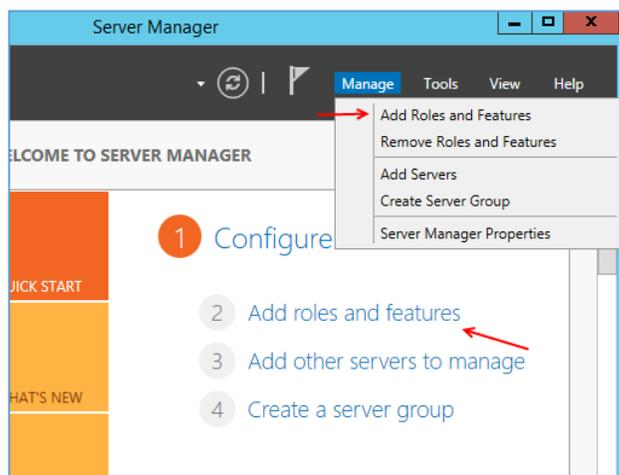 Server Manager
Manage Tools View Help
Add Roles and Features
Remove Roles and Features
Add Servers
Create Server Group
Server Manager Properties
ELCOME TO SERVER MANAGER
1 Configure
UICK START
2 Add roles and features
3 Add other servers to manage
HAT'S NEW
4 Create a server group